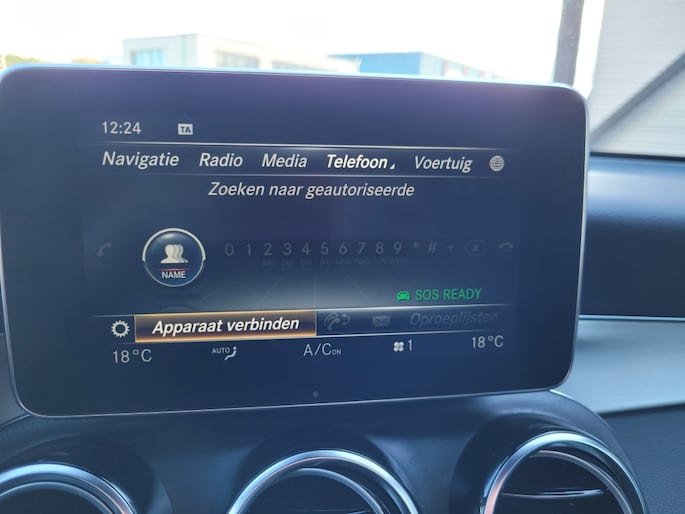 12:24 TA
Navigatie Radio Media Telefoon Voertuig
Zoeken naar geautoriseerde
0 1 2 3 4 5 6 7 8 9 * # +
NAME
SOS READY
Apparaat verbinden Oproeplijsten
18°C AUTO A/C ON 1 18°C